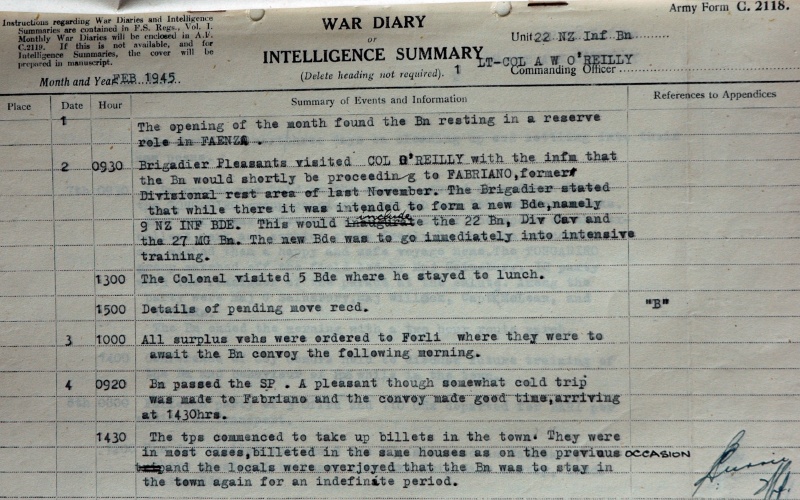 Army Form C. 2118.
Instructions regarding War Diaries and Intelligence
Summaries are contained in F.S. Regs., Vol. I.
Monthly War Diaries will be enclosed in A.F.
C.2119. If this is not available, and for
Intelligence Summaries, the cover will be
prepared in manuscript.
WAR DIARY
or
INTELLIGENCE SUMMARY
(Delete heading not required). 1
Unit 22 NZ Inf Bn
LT-COL A W O'REILLY
Commanding Officer
Month and Year FEB 1945
Place Date Hour Summary of Events and Information References to Appendices
1
The opening of the month found the Bn resting in a reserve
role in FAENZA .
2 0930 Brigadier Pleasants visited COL O'REILLY with the infm that
the Bn would shortly be proceeding to FABRIANO,former
Divisional rest area of last November. The Brigadier stated
that while there it was intended to form a new Bde,namely
9 NZ INF BDE. This would inaugurate include the 22 Bn, Div Cav and
the 27 MG Bn. The new Bde was to go immediately into intensive
training.
1300 The Colonel visited 5 Bde where he stayed to lunch.
1500 Details of pending move recd. "B"
3 1000 All surplus vehs were ordered to Forli where they were to
await the Bn convoy the following morning.
4 0920 Bn passed the SP . A pleasant though somewhat cold trip
was made to Fabriano and the convoy made good time,arriving
at 1430hrs.
1430 The tps commenced to take up billets in the town. They were
in most cases,billeted in the same houses as on the previous OCCASION
trip and the locals were overjoyed that the Bn was to stay in
the town again for an indefinite period.